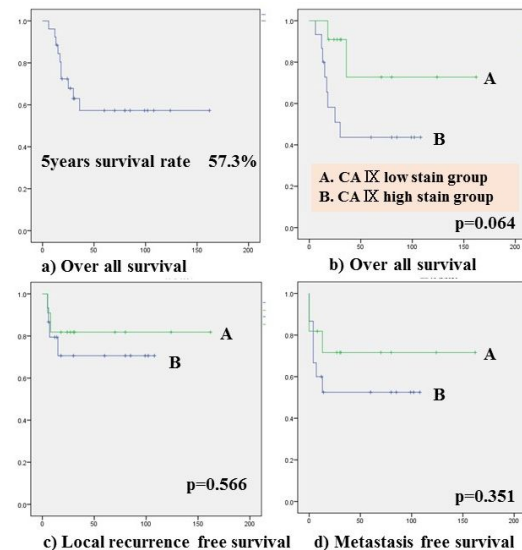 1.0
0.8
0.6
0.4
0.2
0.0
5years survival rate 57.3%
0 50 100 150 200
a) Over all survival
1.0
0.8
0.6
0.4
0.2
0.0
A
B
A. CA Ⅸ low stain group
B. CA Ⅸ high stain group
p=0.064
0 50 100 150 200
b) Over all survival
1.0
0.8
0.6
0.4
0.2
0.0
A
B
p=0.566
0 50 100 150 200
c) Local recurrence free survival
1.0
0.8
0.6
0.4
0.2
0.0
A
B
p=0.351
0 50 100 150 200
d) Metastasis free survival